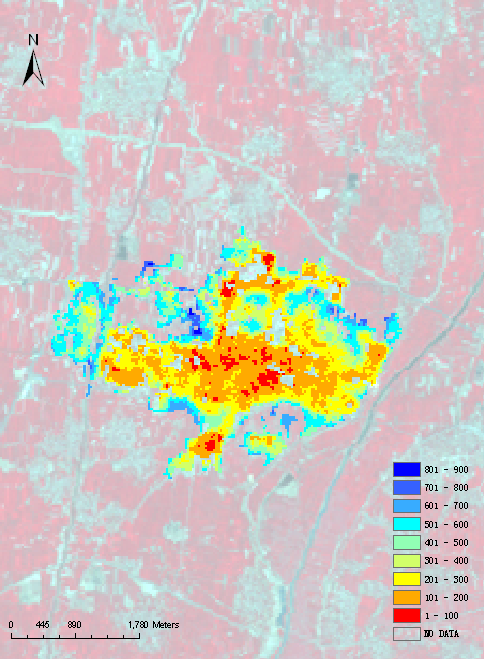 N
801 - 900
701 - 800
601 - 700
501 - 600
401 - 500
301 - 400
201 - 300
101 - 200
1 - 100
NO DATA
0 445 890 1,780 Meters